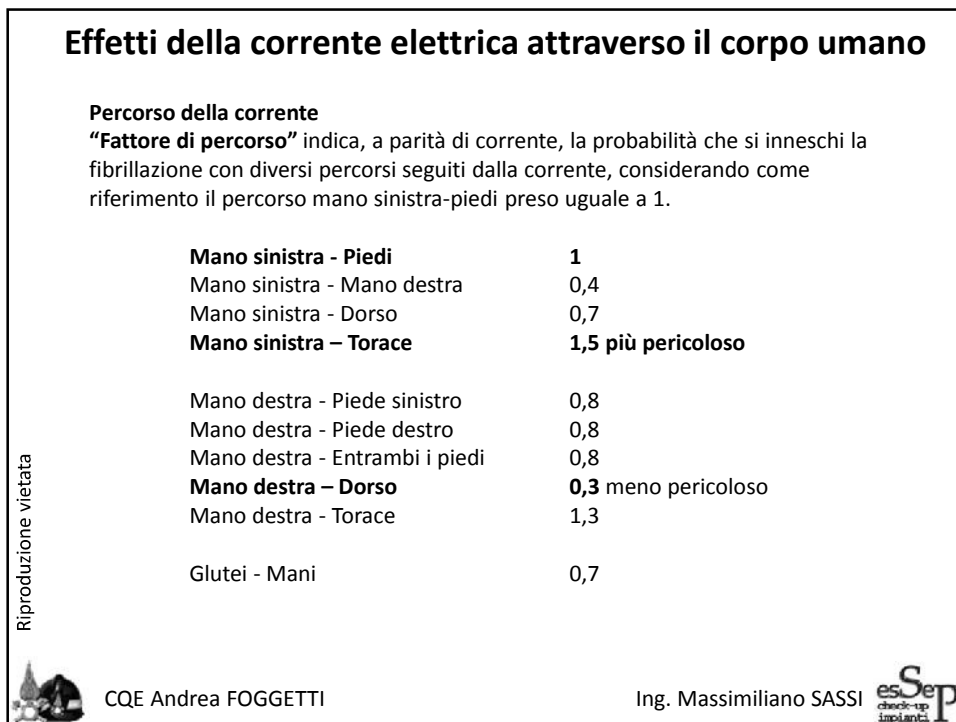 Effetti della corrente elettrica attraverso il corpo umano
Percorso della corrente
“Fattore di percorso” indica, a parità di corrente, la probabilità che si inneschi la
fibrillazione con diversi percorsi seguiti dalla corrente, considerando come
riferimento il percorso mano sinistra-piedi preso uguale a 1.
Mano sinistra - Piedi 1
Mano sinistra - Mano destra 0,4
Mano sinistra - Dorso 0,7
Mano sinistra – Torace 1,5 più pericoloso
Mano destra - Piede sinistro 0,8
Mano destra - Piede destro 0,8
Mano destra - Entrambi i piedi 0,8
Mano destra – Dorso 0,3 meno pericoloso
Mano destra - Torace 1,3
Glutei - Mani 0,7
Riproduzione vietata
CQE Andrea FOGGETTI
Ing. Massimiliano SASSI
esSep
check-up
impianti